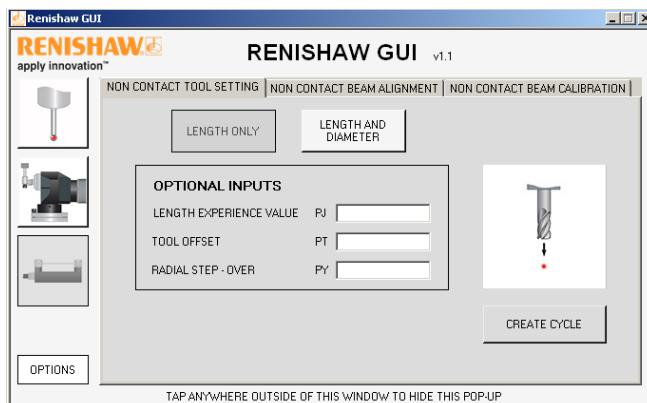 Renishaw GUI
RENISHAW
apply innovation™
RENISHAW GUI v1.1
NON CONTACT TOOL SETTING
NON CONTACT BEAM ALIGNMENT
NON CONTACT BEAM CALIBRATION
LENGTH ONLY
LENGTH AND
DIAMETER
OPTIONAL INPUTS
LENGTH EXPERIENCE VALUE PJ
TOOL OFFSET PT
RADIAL STEP - OVER PY
CREATE CYCLE
OPTIONS
TAP ANYWHERE OUTSIDE OF THIS WINDOW TO HIDE THIS POP-UP